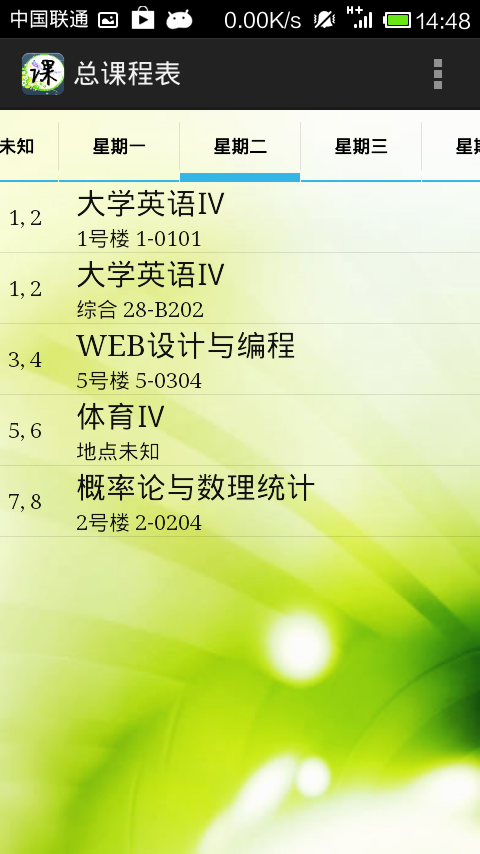 中国联通 0.00K/s H+ 14:48
课 总课程表
未知 星期一 星期二 星期三 星期
1, 2 大学英语IV
1号楼 1-0101
1, 2 大学英语IV
综合 28-B202
3, 4 WEB设计与编程
5号楼 5-0304
5, 6 体育IV
地点未知
7, 8 概率论与数理统计
2号楼 2-0204